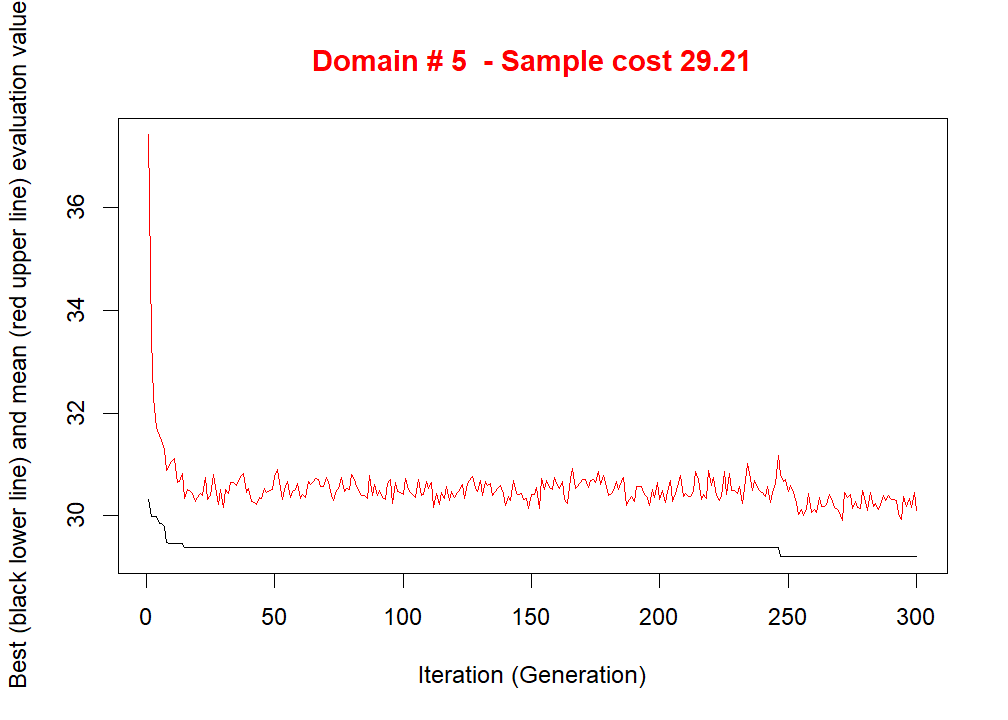 Domain # 5  - Sample cost 29.21
Best (black lower line) and mean (red upper line) evaluation value
36
34
32
30
0 50 100 150 200 250 300
Iteration (Generation)